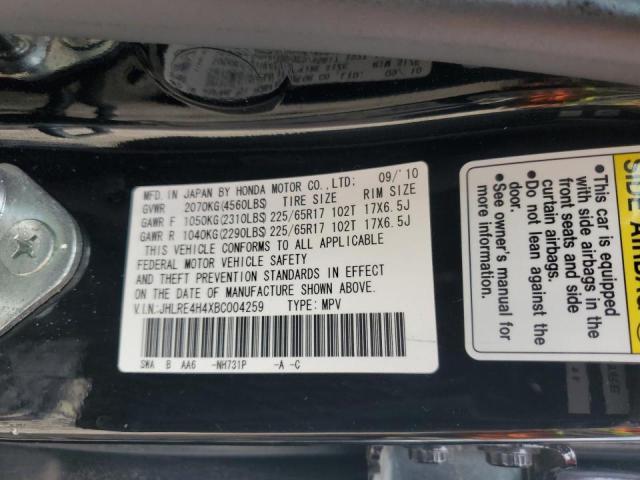 MFD. IN JAPAN BY HONDA MOTOR CO.,LTD: 09/'10
GVWR 2070KG(4560LBS) TIRE SIZE RIM SIZE
GAWR F 1050KG(2310LBS) 225/65R17 102T 17X6.5J
GAWR R 1040KG(2290LBS) 225/65R17 102T 17X6.5J
THIS VEHICLE CONFORMS TO ALL APPLICABLE
FEDERAL MOTOR VEHICLE SAFETY
AND THEFT PREVENTION STANDARDS IN EFFECT
ON THE DATE OF MANUFACTURE SHOWN ABOVE.
V.I.N.:JHLRE4H4XBC004259 TYPE: MPV
SWA B AA6 -NH731P -A -C
SIDE
•This car is equipped
with side airbags in the
front seats and side
curtain airbags.
•Do not lean against the
door.
•See owner's manual for